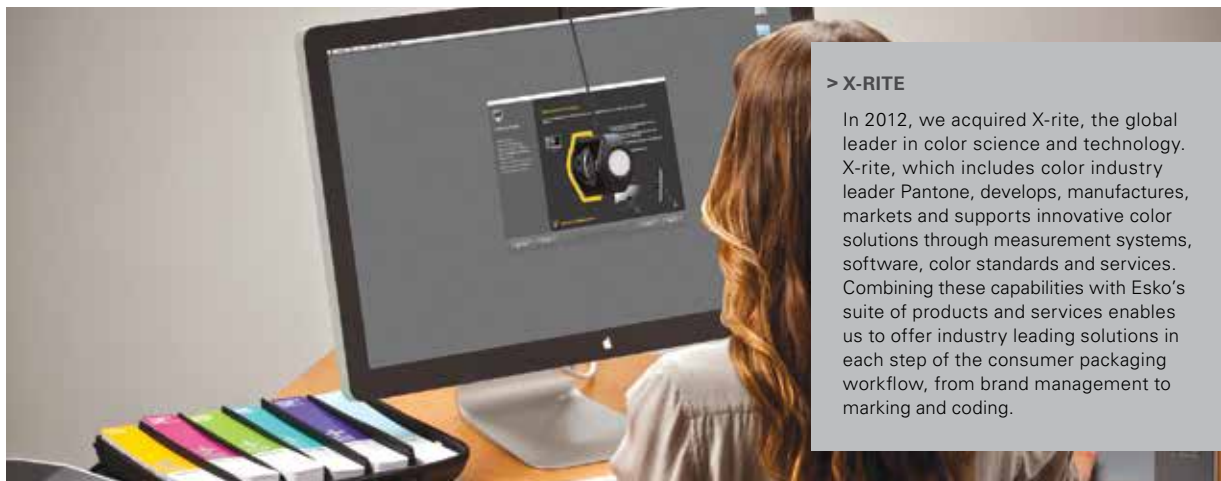 > X-RITE
In 2012, we acquired X-rite, the global
leader in color science and technology.
X-rite, which includes color industry
leader Pantone, develops, manufactures,
markets and supports innovative color
solutions through measurement systems,
software, color standards and services.
Combining these capabilities with Esko’s
suite of products and services enables
us to offer industry leading solutions in
each step of the consumer packaging
workflow, from brand management to
marking and coding.